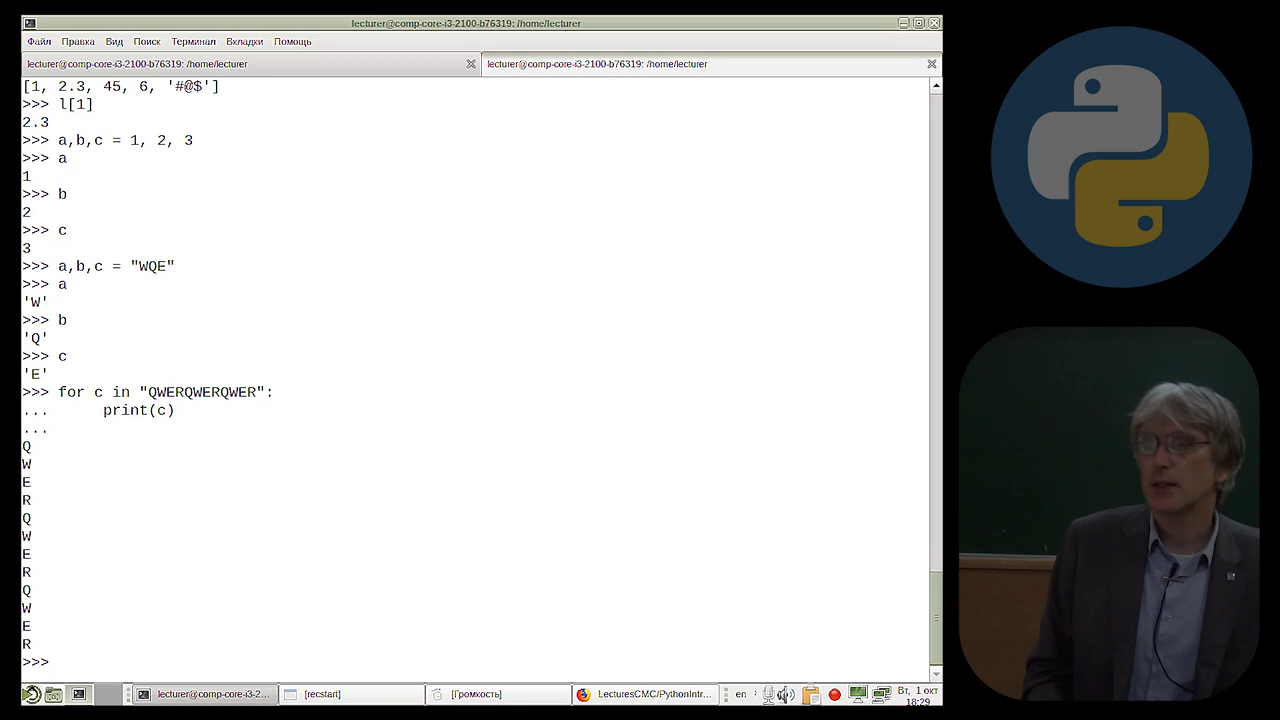 lecturer@comp-core-i3-2100-b76319: /home/lecturer
Файл Правка Вид Поиск Терминал Вкладки Помощь
lecturer@comp-core-i3-2100-b76319: /home/lecturer lecturer@comp-core-i3-2100-b76319: /home/lecturer
[1, 2.3, 45, 6, '#@$']
>>> l[1]
2.3
>>> a,b,c = 1, 2, 3
>>> a
1
>>> b
2
>>> c
3
>>> a,b,c = "WQE"
>>> a
'W'
>>> b
'Q'
>>> c
'E'
>>> for c in "QWERQWERQWER":
...     print(c)
...
Q
W
E
R
Q
W
E
R
Q
W
E
R
>>>
lecturer@comp-core-i3-2... [recstart] [Громкость] LecturesCMC/PythonIntr... en Вт, 1 окт
18:29